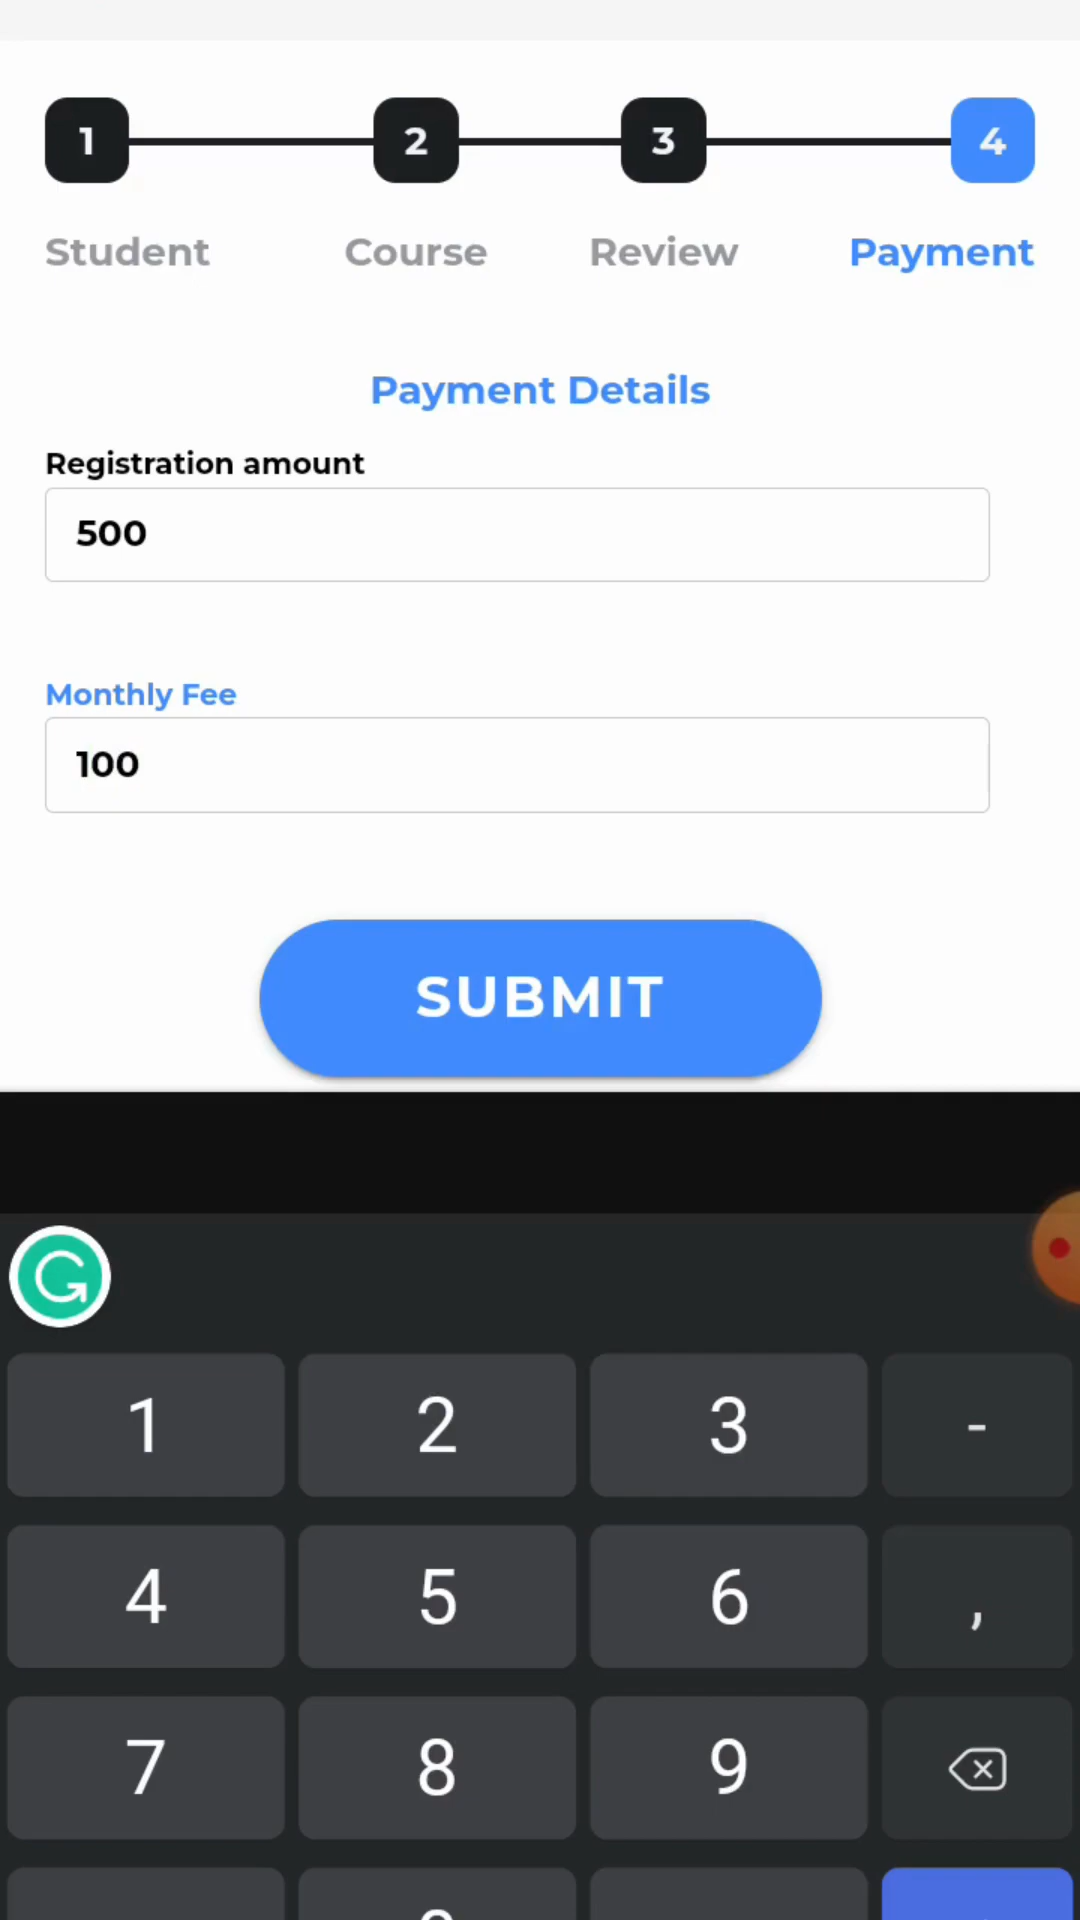 1 2 3 4
Student Course Review Payment
Payment Details
Registration amount
500
Monthly Fee
100
SUBMIT
1 2 3 -
4 5 6 ,
7 8 9